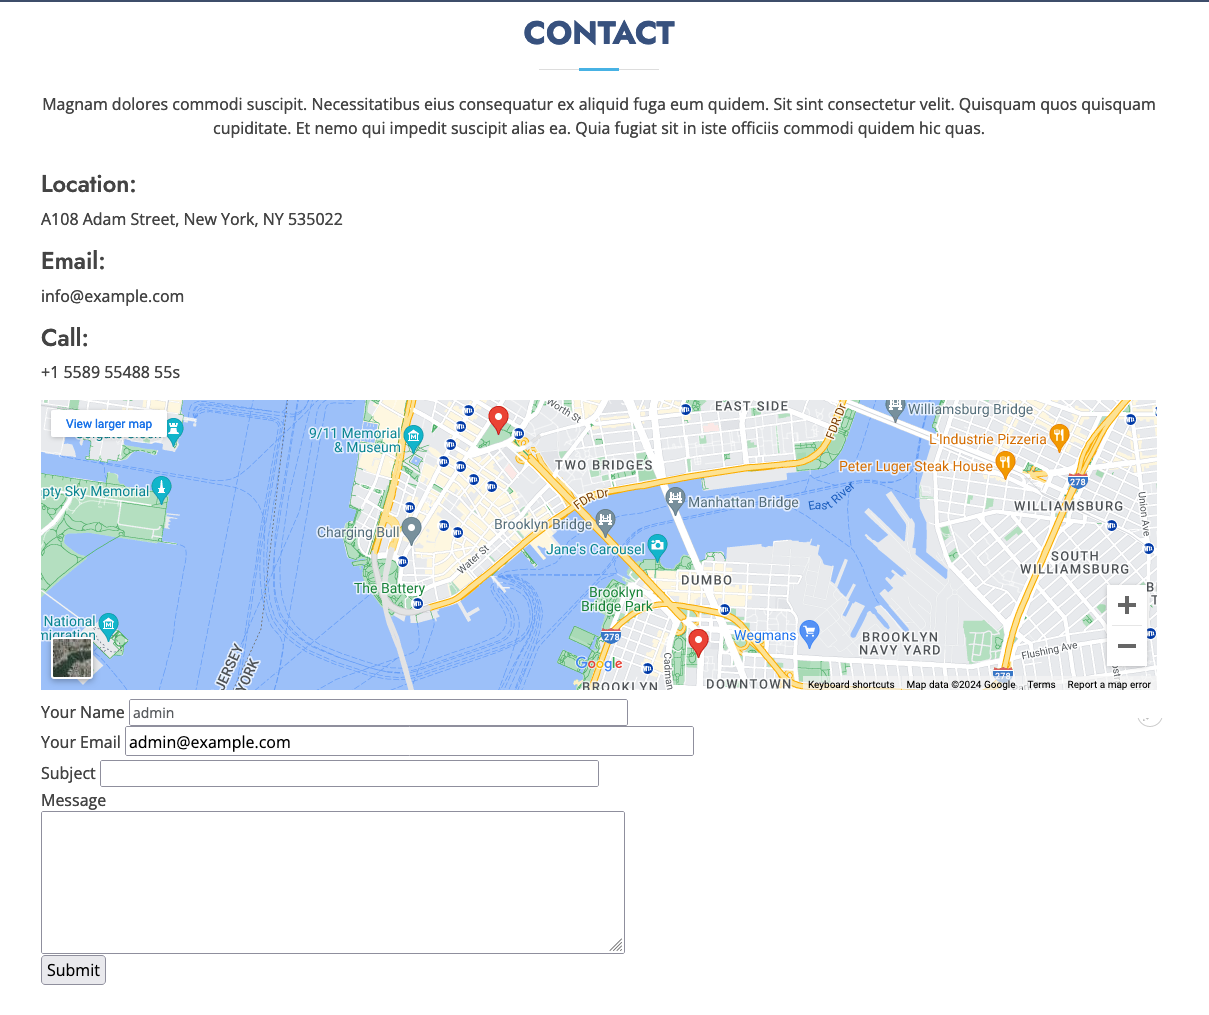 CONTACT
Magnam dolores commodi suscipit. Necessitatibus eius consequatur ex aliquid fuga eum quidem. Sit sint consectetur velit. Quisquam quos quisquam
cupiditate. Et nemo qui impedit suscipit alias ea. Quia fugiat sit in iste officiis commodi quidem hic quas.
Location:
A108 Adam Street, New York, NY 535022
Email:
info@example.com
Call:
+1 5589 55488 55s
View larger map
9/11 Memorial
& Museum
Worth St
EAST SIDE
FDR Dr
Williamsburg Bridge
L'Industrie Pizzeria
Peter Luger Steak House
TWO BRIDGES
278
pty Sky Memorial
FDR Dr
Manhattan Bridge
East River
WILLIAMSBURG
Union Ave
Charging Bull
Brooklyn Bridge
Water St
Jane's Carousel
SOUTH
WILLIAMSBURG
The Battery
DUMBO
Brooklyn
Bridge Park
National
migration
278
Wegmans
BROOKLYN
NAVY YARD
Flushing Ave
JERSEY
YORK
Google
Cadman
278
BROOKLYN
DOWNTOWN
Keyboard shortcuts
Map data ©2024 Google
Terms
Report a map error
Your Name admin
Your Email admin@example.com
Subject
Message
Submit